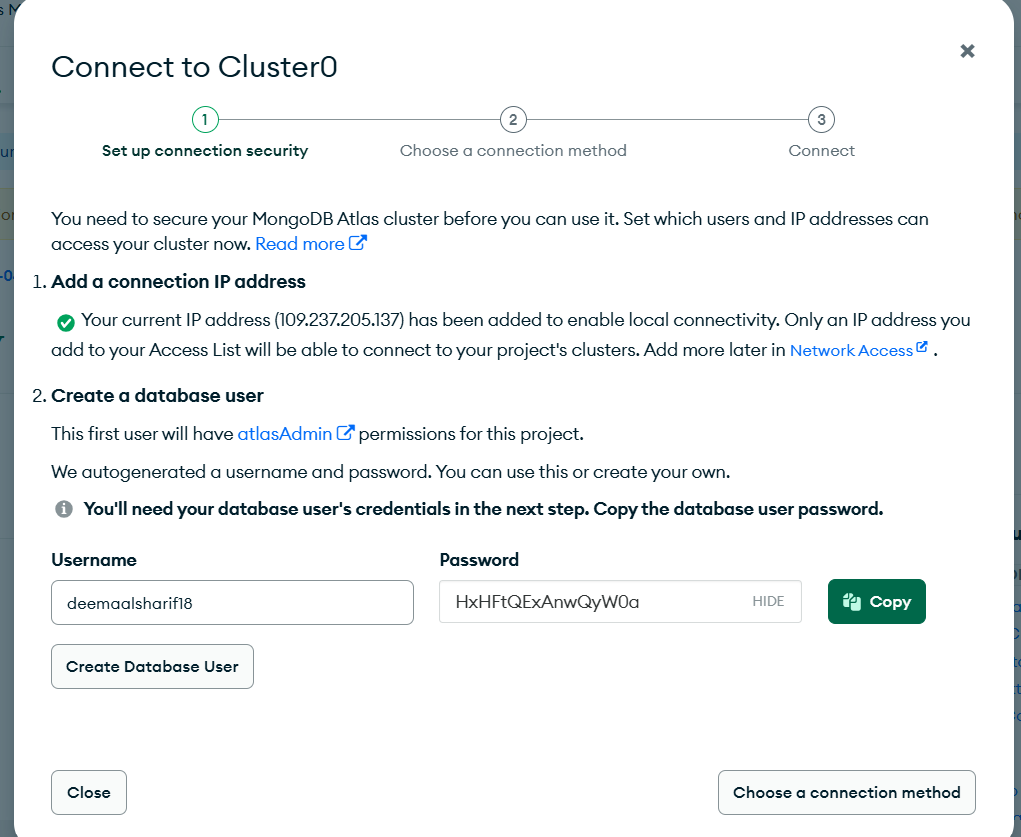 Connect to Cluster0
1
2
3
Set up connection security
Choose a connection method
Connect
You need to secure your MongoDB Atlas cluster before you can use it. Set which users and IP addresses can
access your cluster now. Read more
1. Add a connection IP address
Your current IP address (109.237.205.137) has been added to enable local connectivity. Only an IP address you
add to your Access List will be able to connect to your project's clusters. Add more later in Network Access .
2. Create a database user
This first user will have atlasAdmin permissions for this project.
We autogenerated a username and password. You can use this or create your own.
You'll need your database user's credentials in the next step. Copy the database user password.
Username
Password
deemaalsharif18
HxHFtQExAnwQyW0a
HIDE
Copy
Create Database User
Close
Choose a connection method